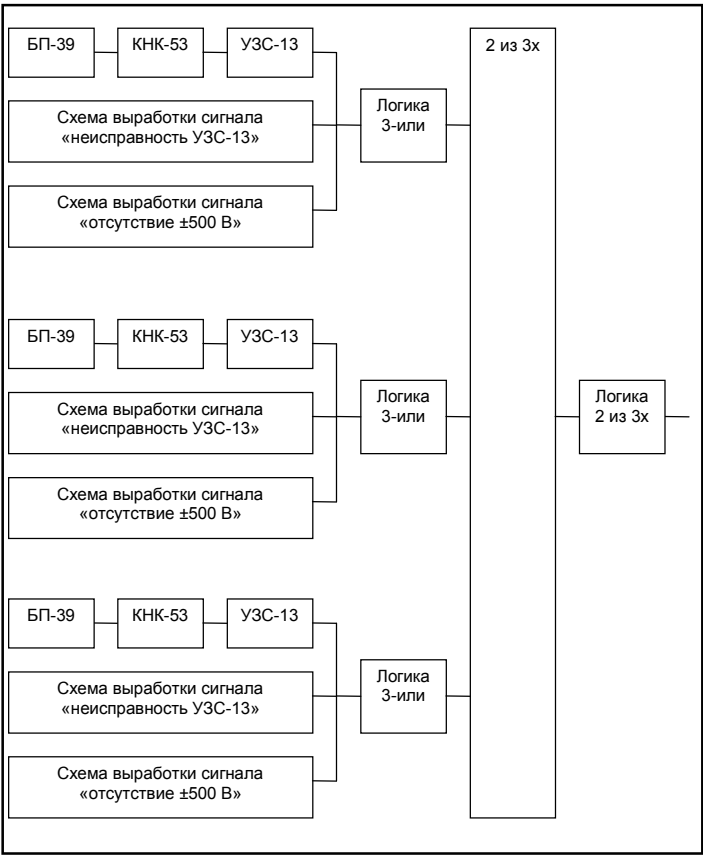 БП-39
КНК-53
УЗС-13
2 из 3х
Схема выработки сигнала
«неисправность УЗС-13»
Логика
3-или
Схема выработки сигнала
«отсутствие ±500 В»
БП-39
КНК-53
УЗС-13
Схема выработки сигнала
«неисправность УЗС-13»
Логика
3-или
Логика
2 из 3х
Схема выработки сигнала
«отсутствие ±500 В»
БП-39
КНК-53
УЗС-13
Схема выработки сигнала
«неисправность УЗС-13»
Логика
3-или
Схема выработки сигнала
«отсутствие ±500 В»